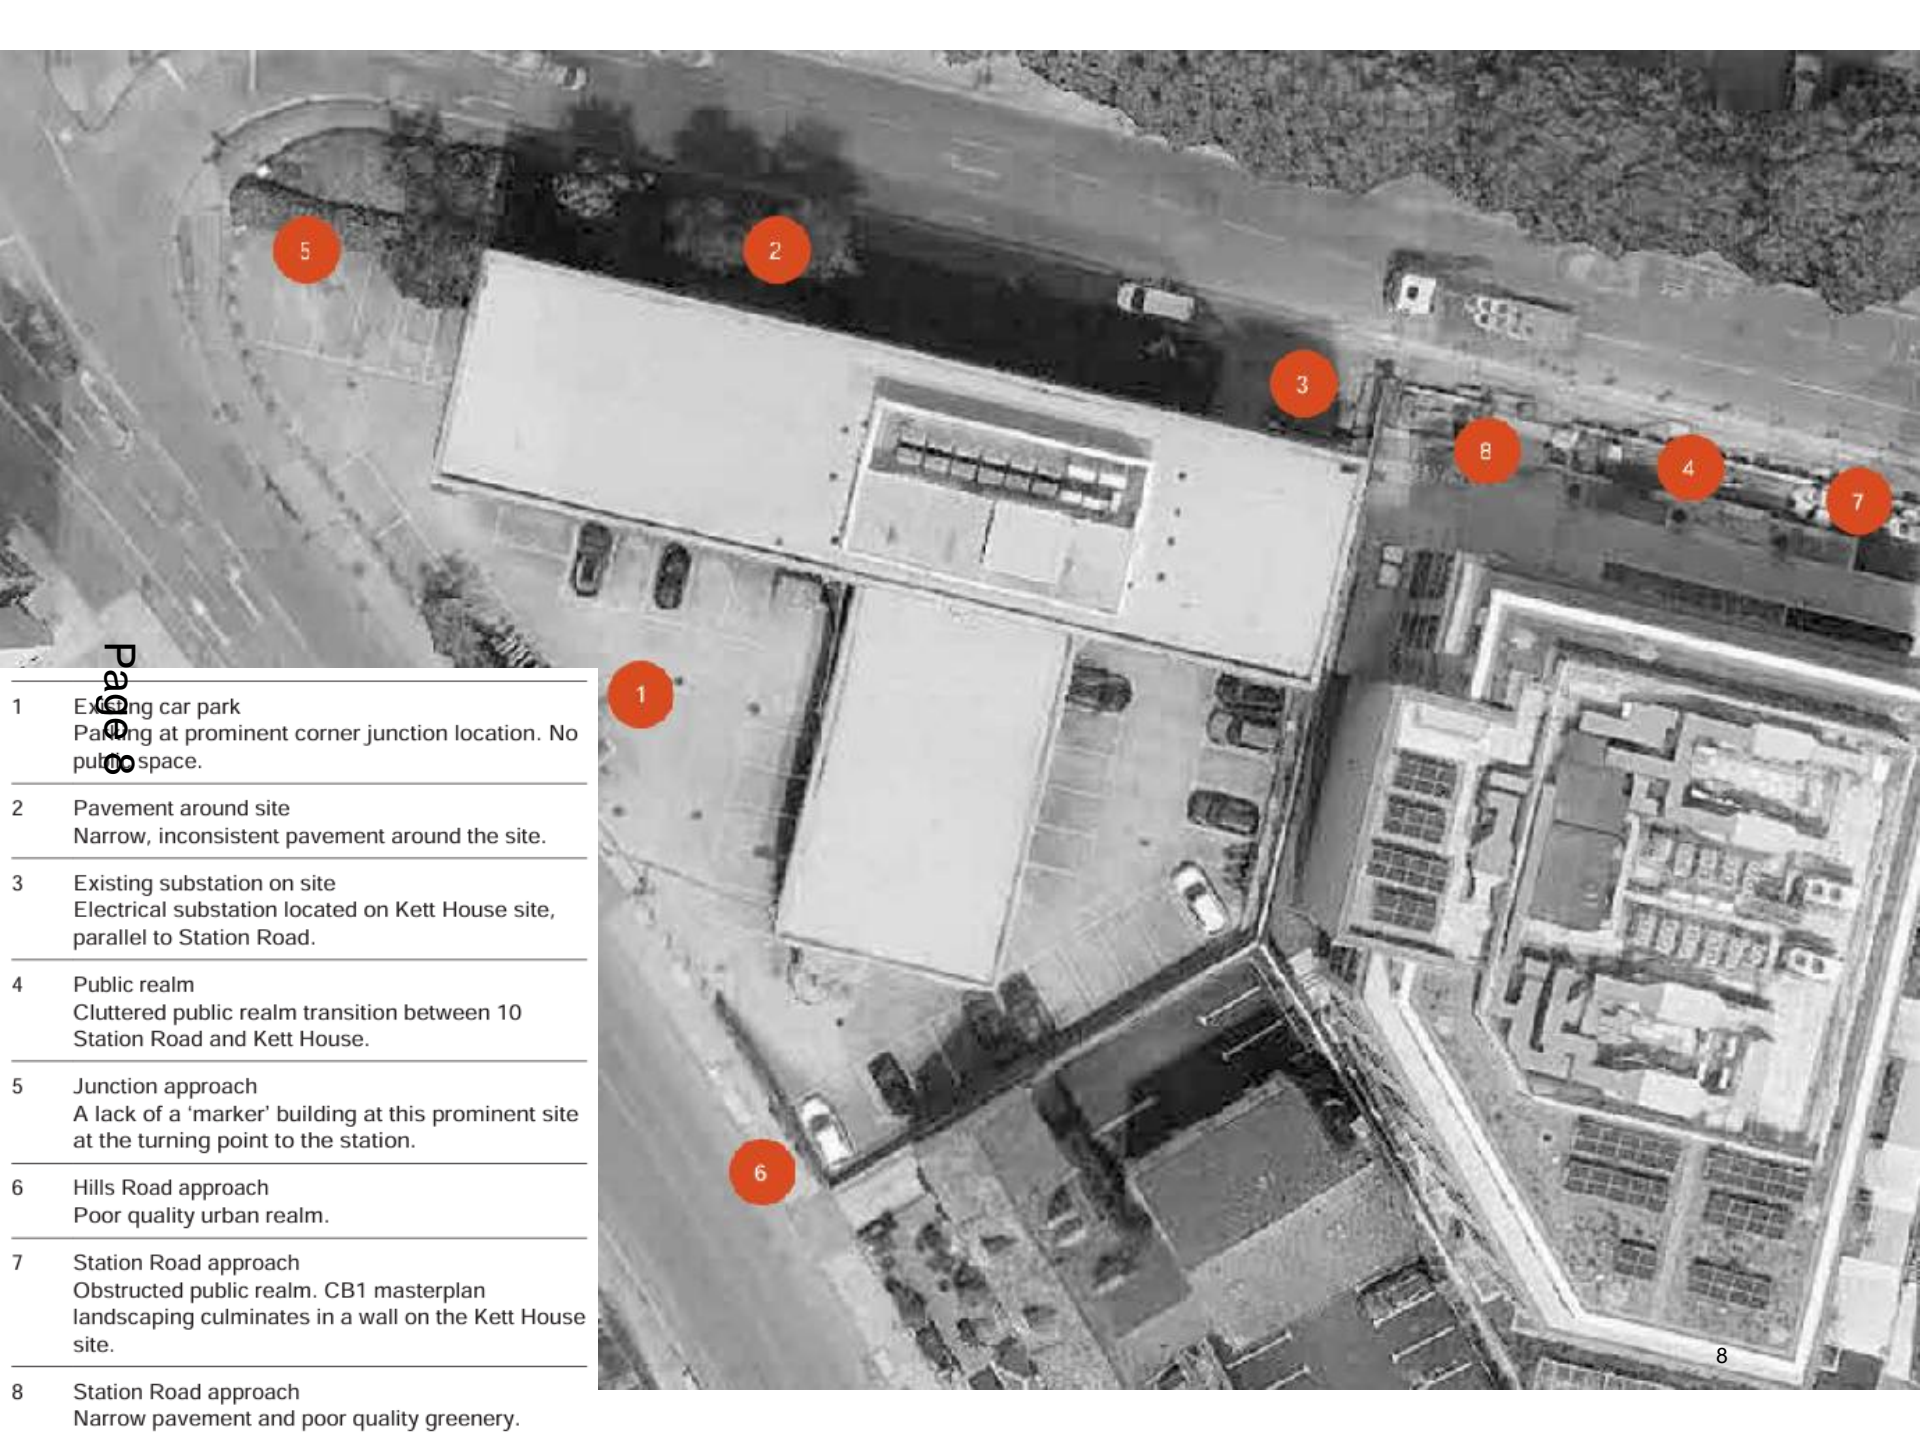 5
2
3
8
4
7
1
6
Page 8
1 Existing car park
Parking at prominent corner junction location. No
public space.
2 Pavement around site
Narrow, inconsistent pavement around the site.
3 Existing substation on site
Electrical substation located on Kett House site,
parallel to Station Road.
4 Public realm
Cluttered public realm transition between 10
Station Road and Kett House.
5 Junction approach
A lack of a ‘marker’ building at this prominent site
at the turning point to the station.
6 Hills Road approach
Poor quality urban realm.
7 Station Road approach
Obstructed public realm. CB1 masterplan
landscaping culminates in a wall on the Kett House
site.
8 Station Road approach
Narrow pavement and poor quality greenery.
8